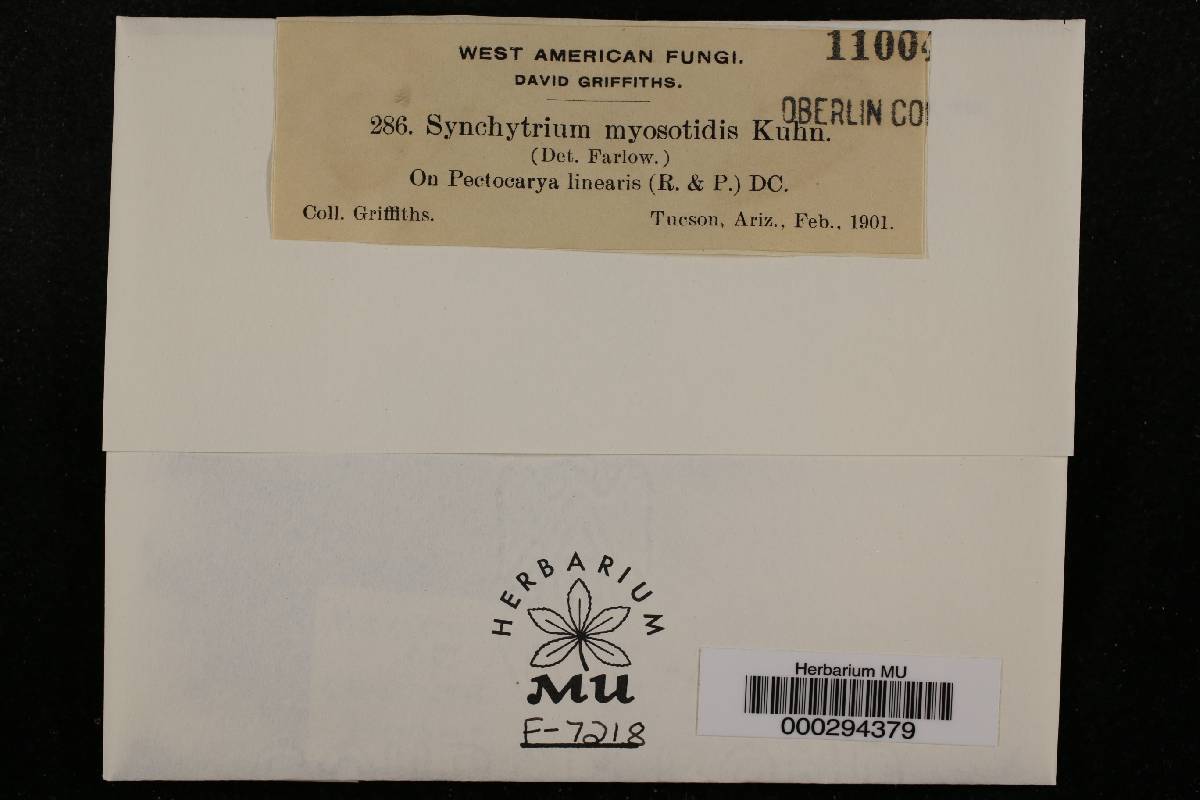 WEST AMERICAN FUNGI.
11004
DAVID GRIFFITHS.
OBERLIN CO
286. Synchytrium myosotidis Kuhn.
(Det. Farlow.)
On Pectocarya linearis (R. & P.) DC.
Coll. Griffiths. Tucson, Ariz., Feb., 1901.
HERBARIUM
MU
F-7218
Herbarium MU
000294379